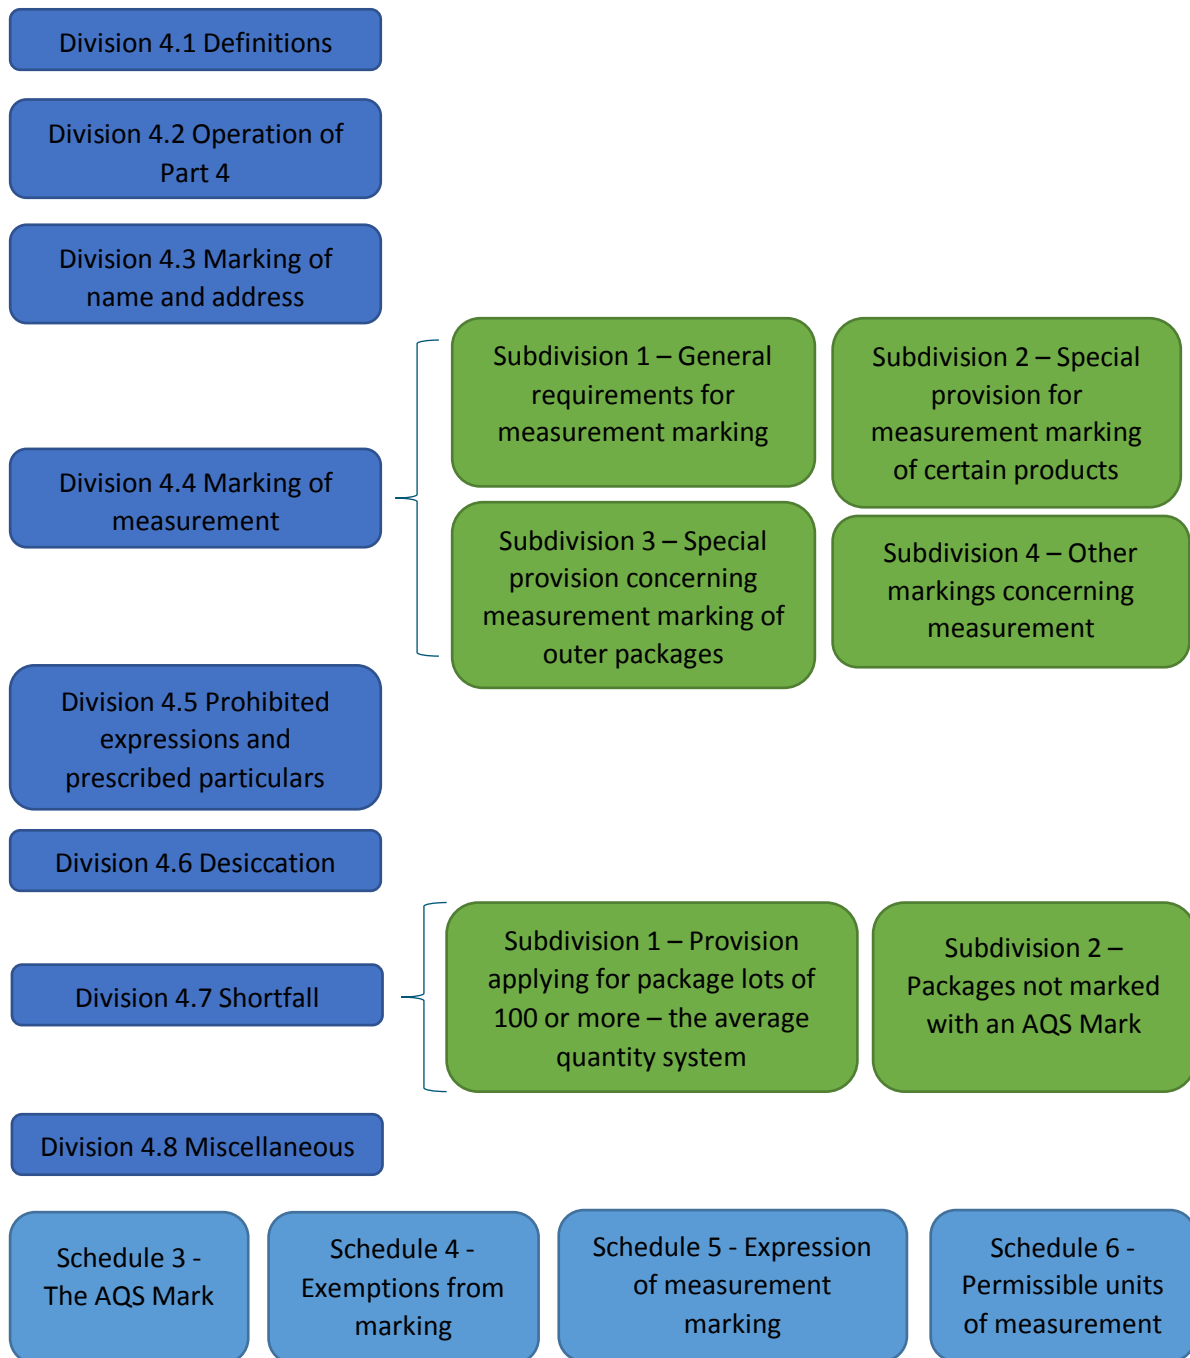 Division 4.1 Definitions
Division 4.2 Operation of
Part 4
Division 4.3 Marking of
name and address
Division 4.4 Marking of
measurement
Subdivision 1 – General
requirements for
measurement marking
Subdivision 2 – Special
provision for
measurement marking
of certain products
Subdivision 3 – Special
provision concerning
measurement marking of
outer packages
Subdivision 4 – Other
markings concerning
measurement
Division 4.5 Prohibited
expressions and
prescribed particulars
Division 4.6 Desiccation
Division 4.7 Shortfall
Subdivision 1 – Provision
applying for package lots of
100 or more – the average
quantity system
Subdivision 2 –
Packages not marked
with an AQS Mark
Division 4.8 Miscellaneous
Schedule 3 -
The AQS Mark
Schedule 4 -
Exemptions from
marking
Schedule 5 - Expression
of measurement
marking
Schedule 6 -
Permissible units
of measurement